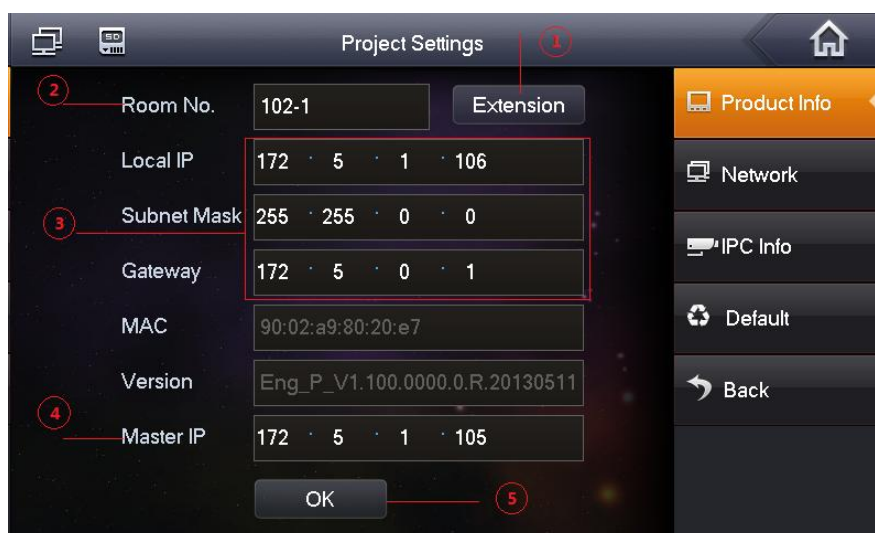 SD
Project Settings
1
2
Room No.
102-1
Extension
Product Info
Local IP
172 . 5 . 1 . 106
Network
3
Subnet Mask
255 . 255 . 0 . 0
IPC Info
Gateway
172 . 5 . 0 . 1
MAC
90:02:a9:80:20:e7
Default
Version
Eng_P_V1.100.0000.0.R.20130511
Back
4
Master IP
172 . 5 . 1 . 105
OK
5